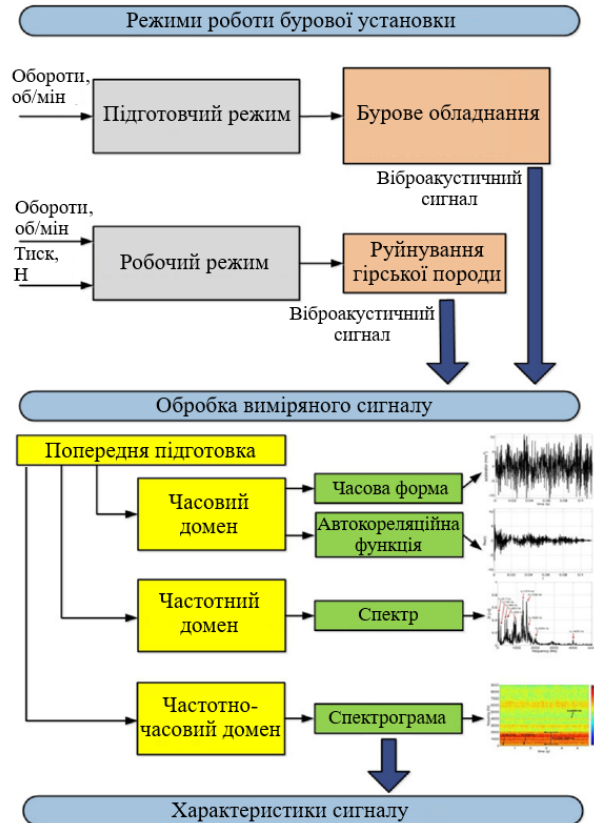 Режими роботи бурової установки
Обороти,
об/мін
Підготовчий режим
Бурове обладнання
Віброакустичний
сигнал
Обороти,
об/мін
Тиск,
Н
Робочий режим
Руйнування
гірської породи
Віброакустичний
сигнал
Обробка виміряного сигналу
Попередня підготовка
Часовий
домен
Часова форма
Автокореляційна
функція
Частотний
домен
Спектр
Частотно-
часовий домен
Спектрограма
Характеристики сигналу